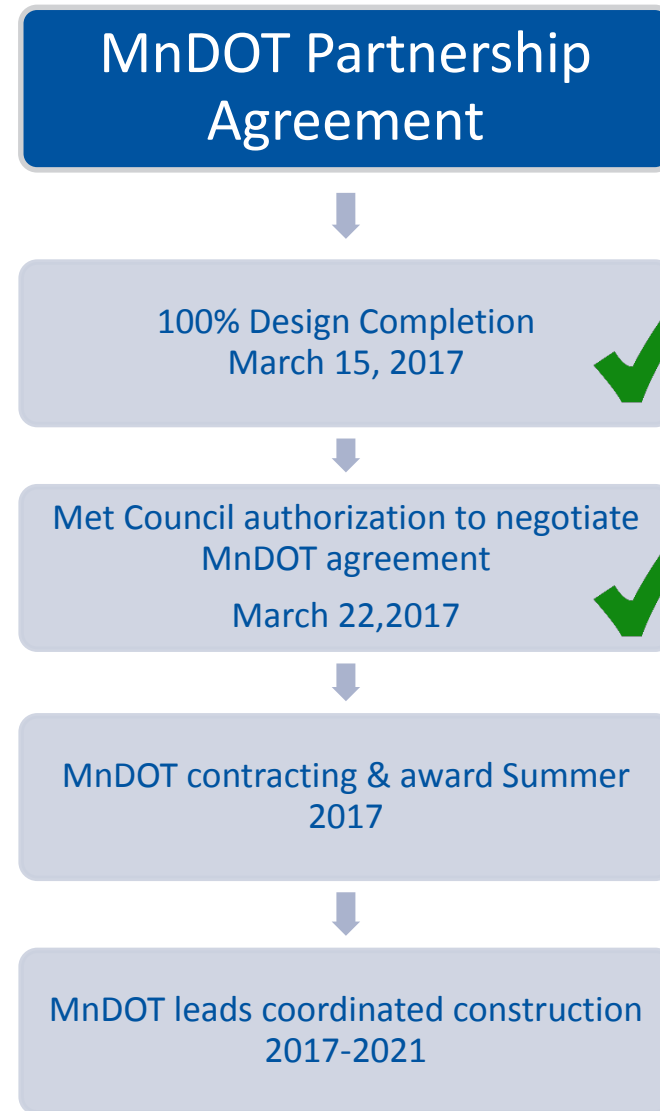 MnDOT Partnership
Agreement
100% Design Completion
March 15, 2017
Met Council authorization to negotiate
MnDOT agreement
March 22,2017
MnDOT contracting & award Summer
2017
MnDOT leads coordinated construction
2017-2021